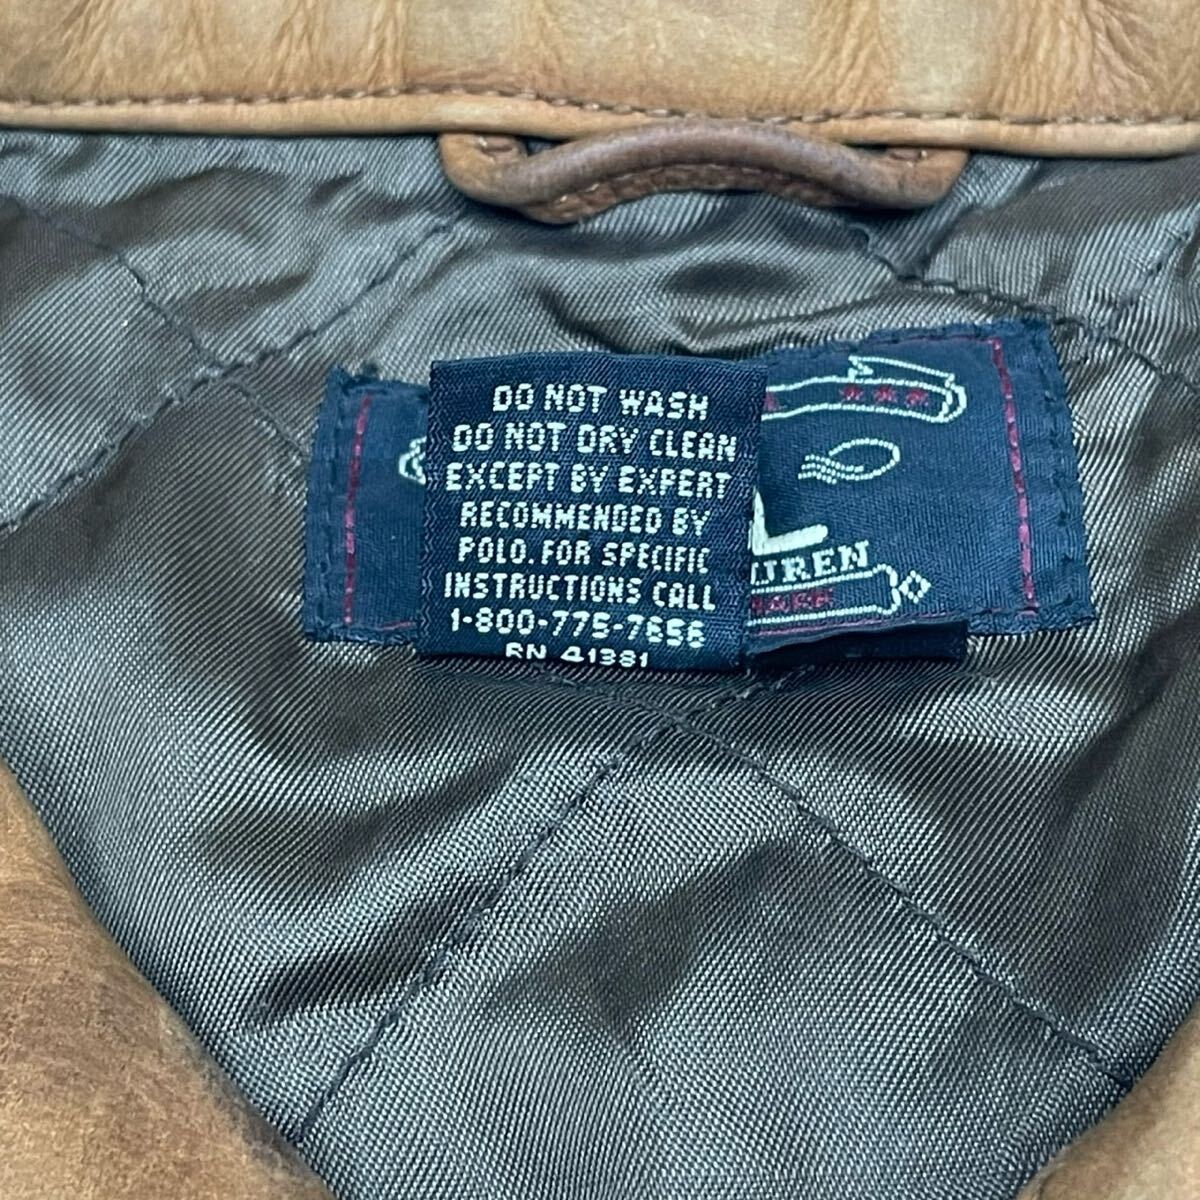 DO NOT WASH
DO NOT DRY CLEAN
EXCEPT BY EXPERT
RECOMMENDED BY
POLO. FOR SPECIFIC
INSTRUCTIONS CALL
1-800-775-7656
RN 41381
L
UREN
MARK